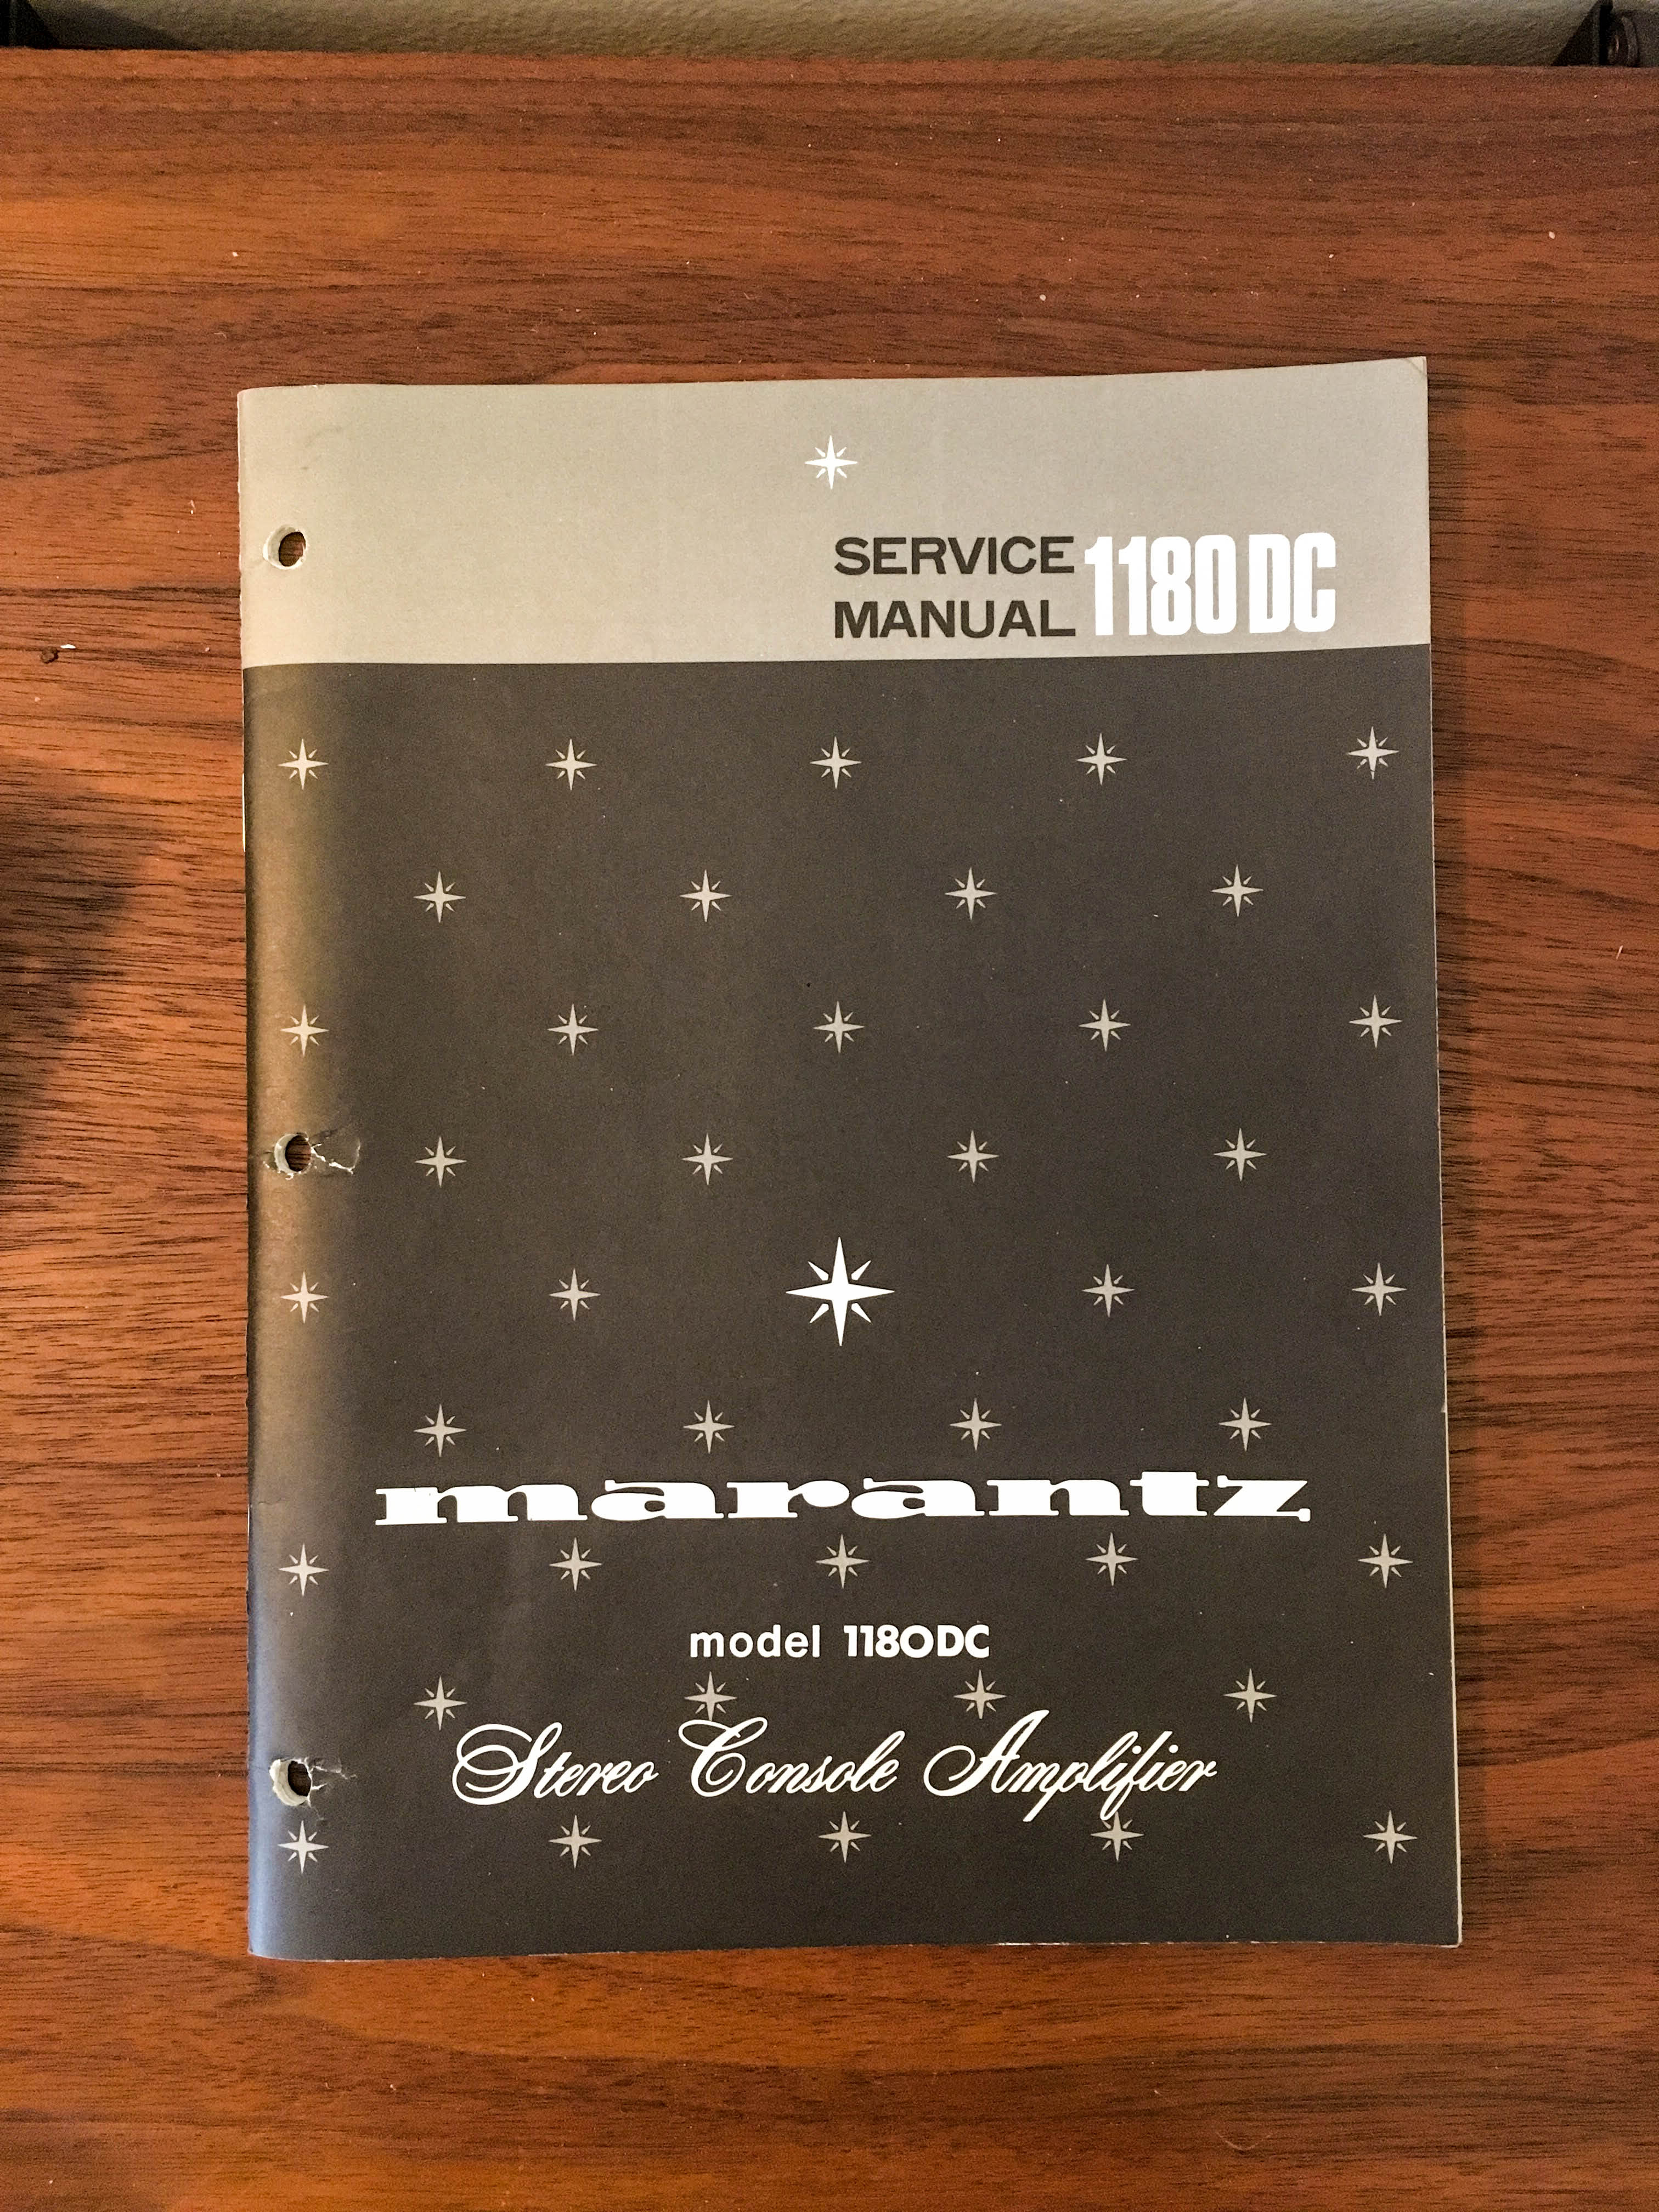 SERVICE
MANUAL 1180 DC
marantz
model 1180DC
Stereo Console Amplifier